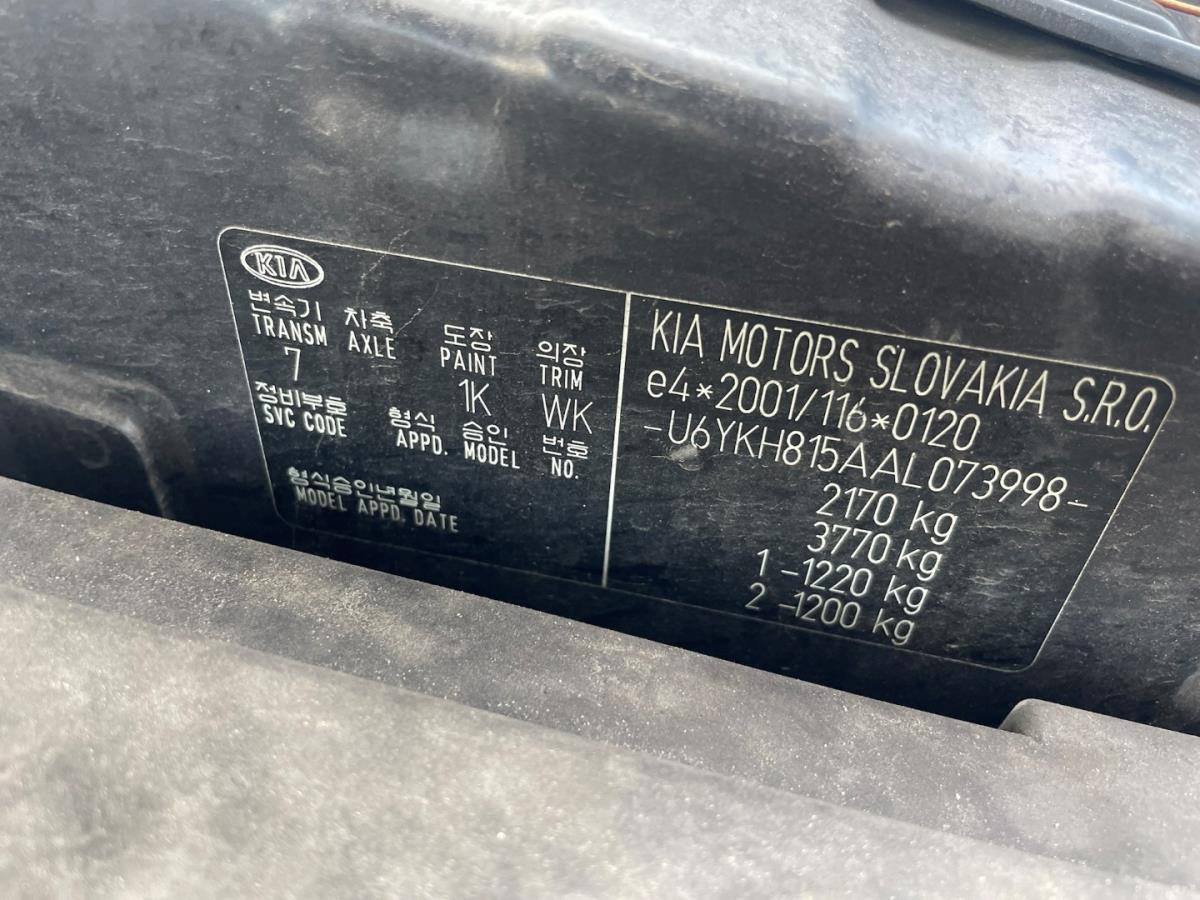 KIA
변속기 차축 도장 의장
TRANSM AXLE PAINT TRIM
7 1K WK
정비부호 형식 승인 번호
SVC CODE APPD. MODEL NO.
형식승인년월일
MODEL APPD. DATE
KIA MOTORS SLOVAKIA S.R.O.
e4*2001/116*0120
-U6YKH815AAL073998-
2170 kg
3770 kg
1 -1220 kg
2 -1200 kg